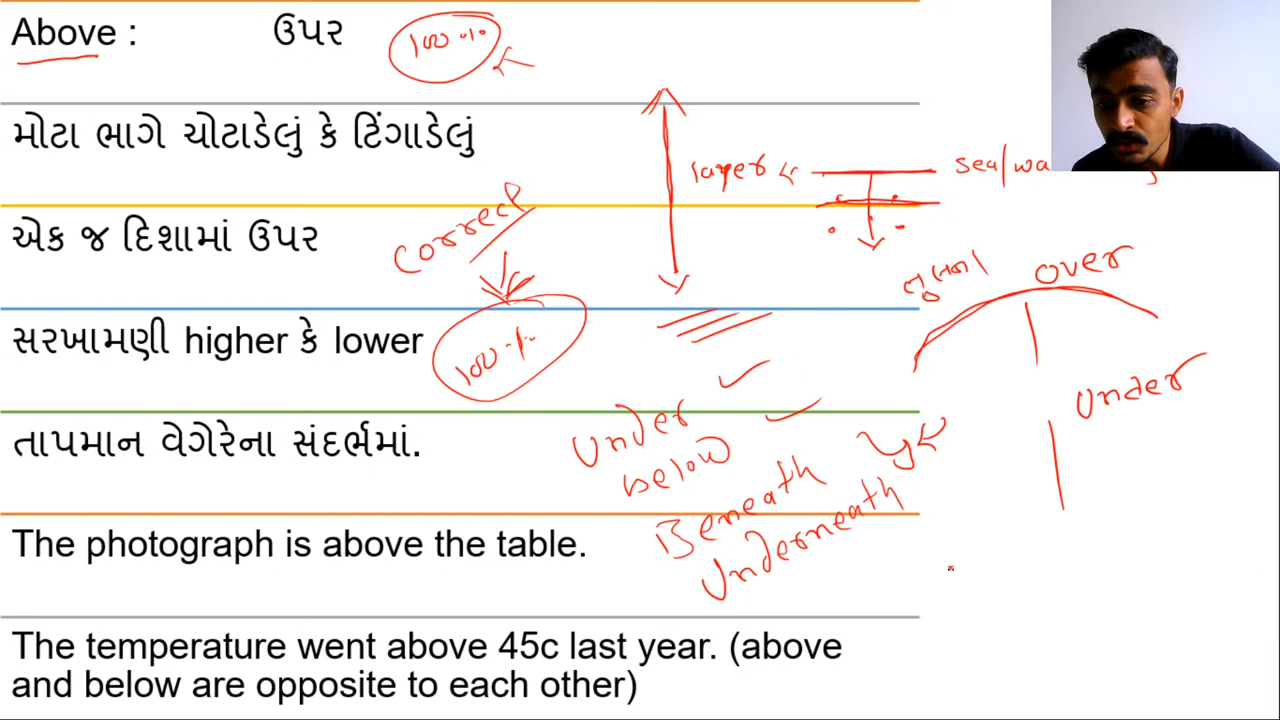 Above : ઉપર 100%
મોટા ભાગે ચોટાડેલું કે ટિંગાડેલું
layer
sea/wa
એક જ દિશામાં ઉપર
correct
over
સરખામણી higher કે lower 100%
under
under
below
તાપમાન વેગેરેના સંદર્ભમાં.
Beneath
underneath
The photograph is above the table.
The temperature went above 45c last year. (above
and below are opposite to each other)